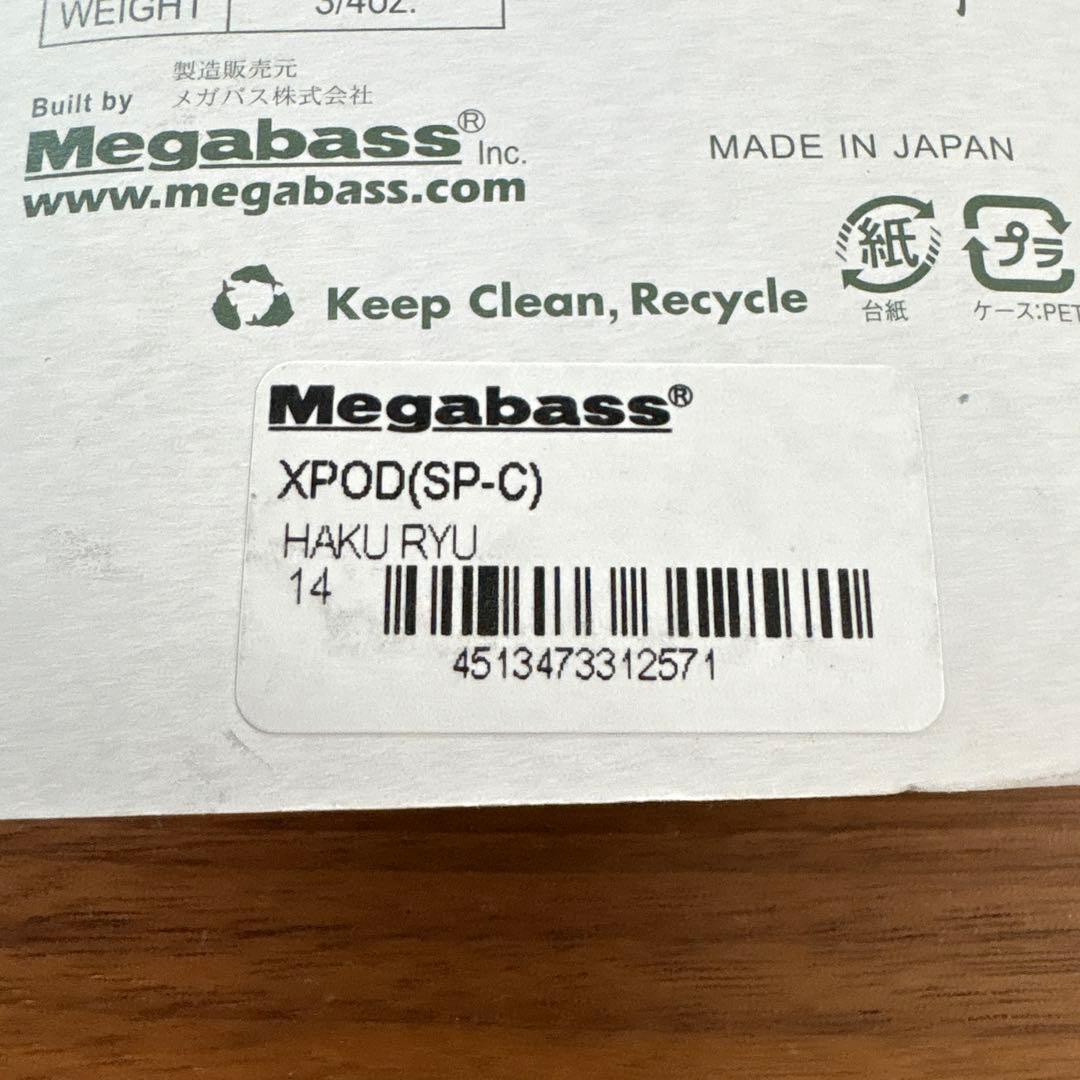 WEIGHT 3/4oz.
製造販売元
Built by メガバス株式会社
Megabass® Inc.
www.megabass.com
MADE IN JAPAN
紙 プラ
台紙 ケース:PET
Keep Clean, Recycle
Megabass®
XPOD(SP-C)
HAKU RYU
14
4513473312571